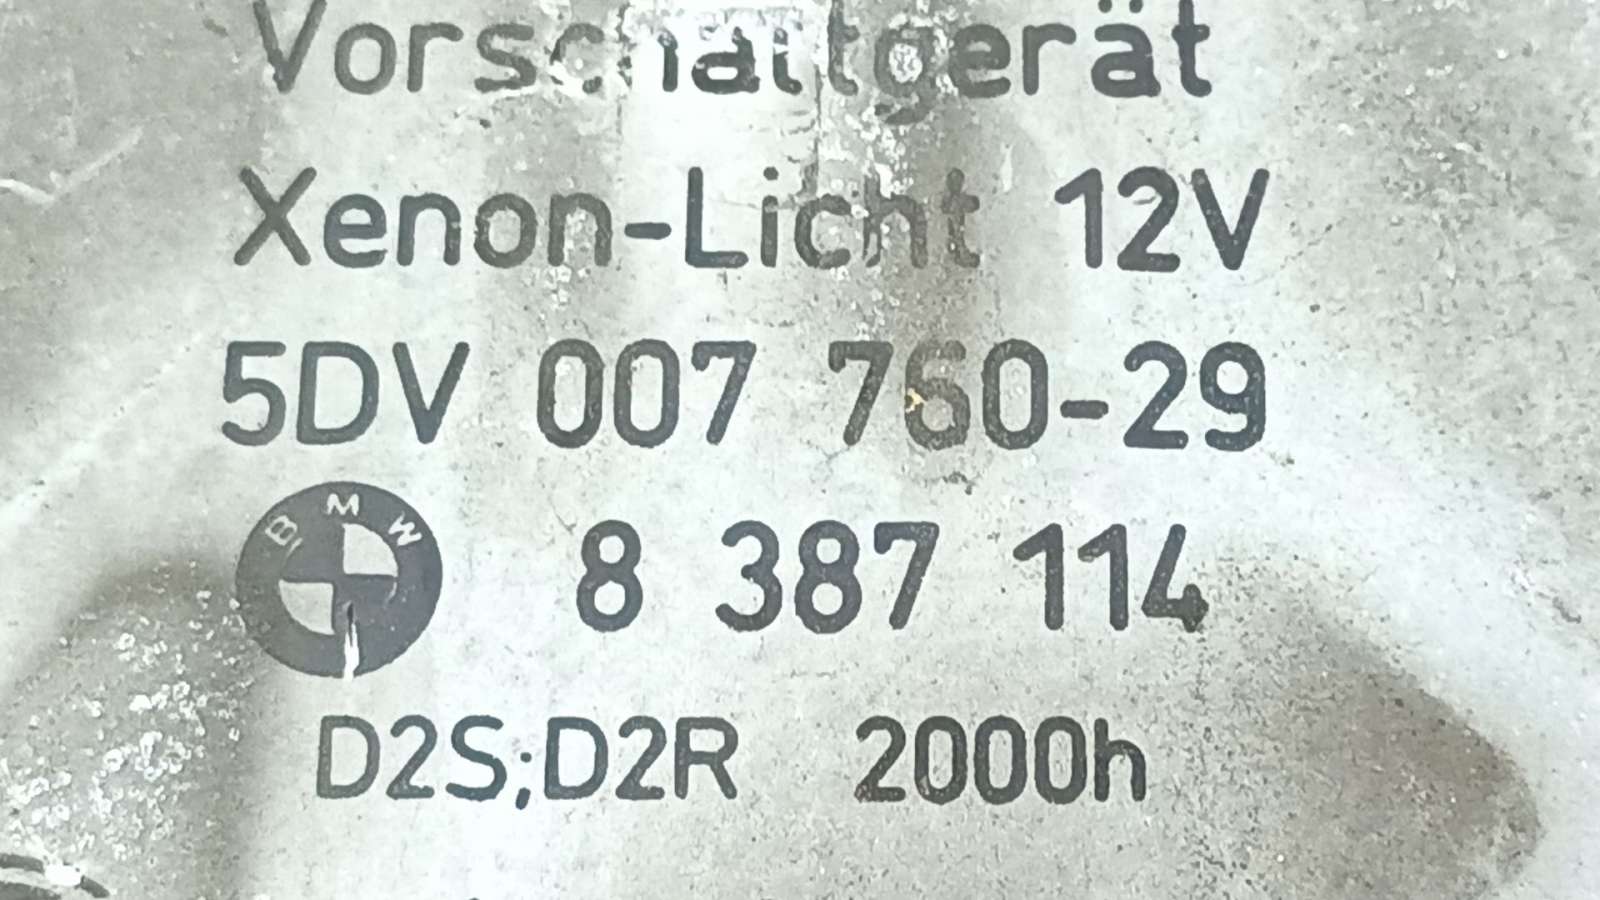 Vorschaltgerät
Xenon-Licht 12V
5DV 007 760-29
BMW 8 387 114
D2S;D2R 2000h